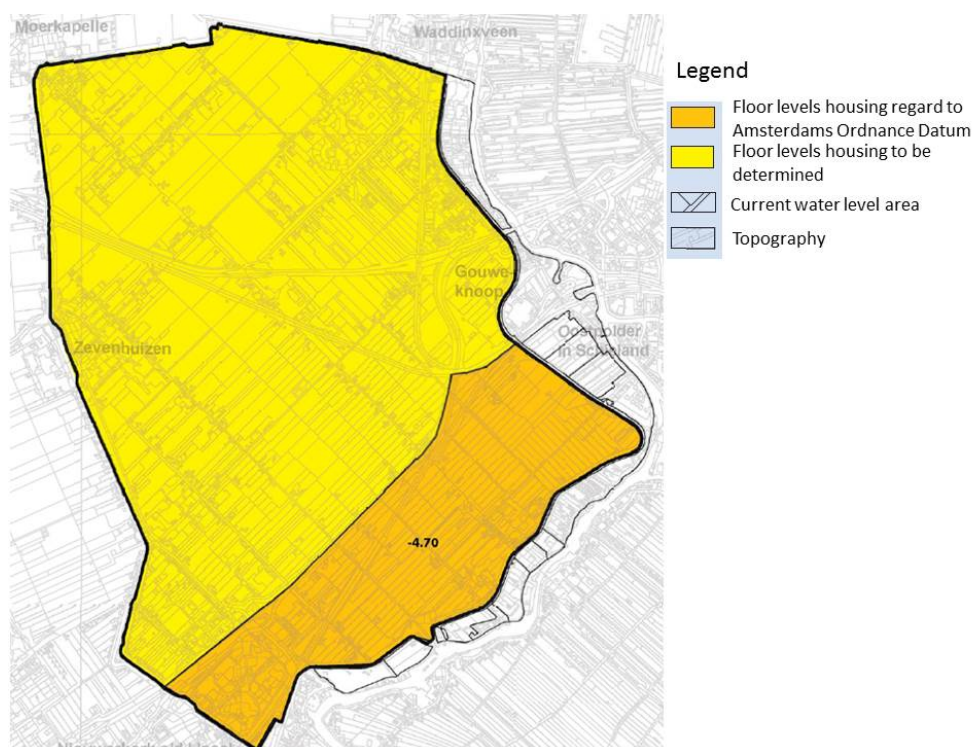 Moerkapelle
Waddinxveen
Gouwe-
knoop
Oostpolder
in Schieland
Zevenhuizen
-4.70
Legend
Floor levels housing regard to
Amsterdams Ordnance Datum
Floor levels housing to be
determined
Current water level area
Topography